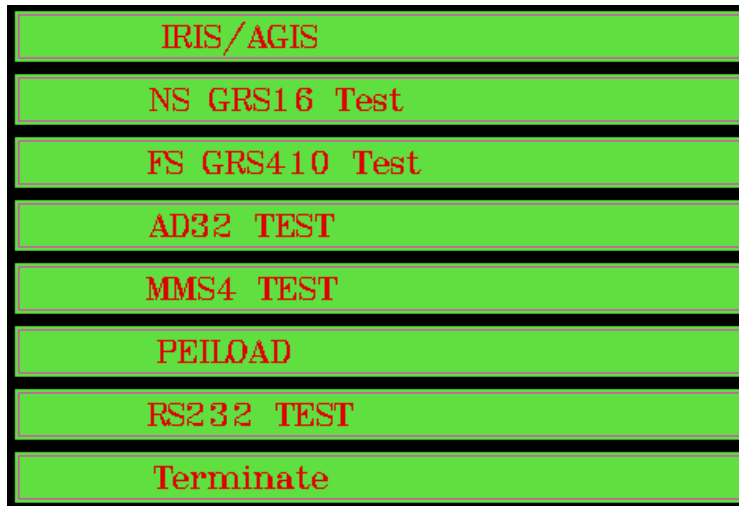 IRIS/AGIS
NS GRS16 Test
FS GRS410 Test
AD32 TEST
MMS4 TEST
PEILOAD
RS232 TEST
Terminate